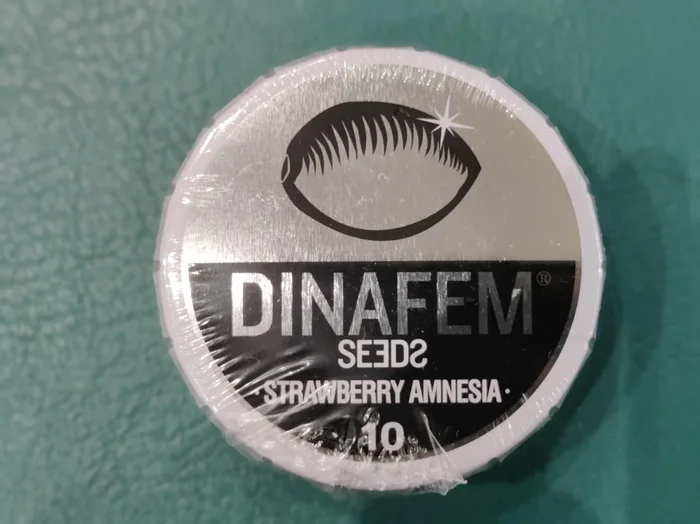 DINAFEM®
SEEDS
·STRAWBERRY AMNESIA·
10